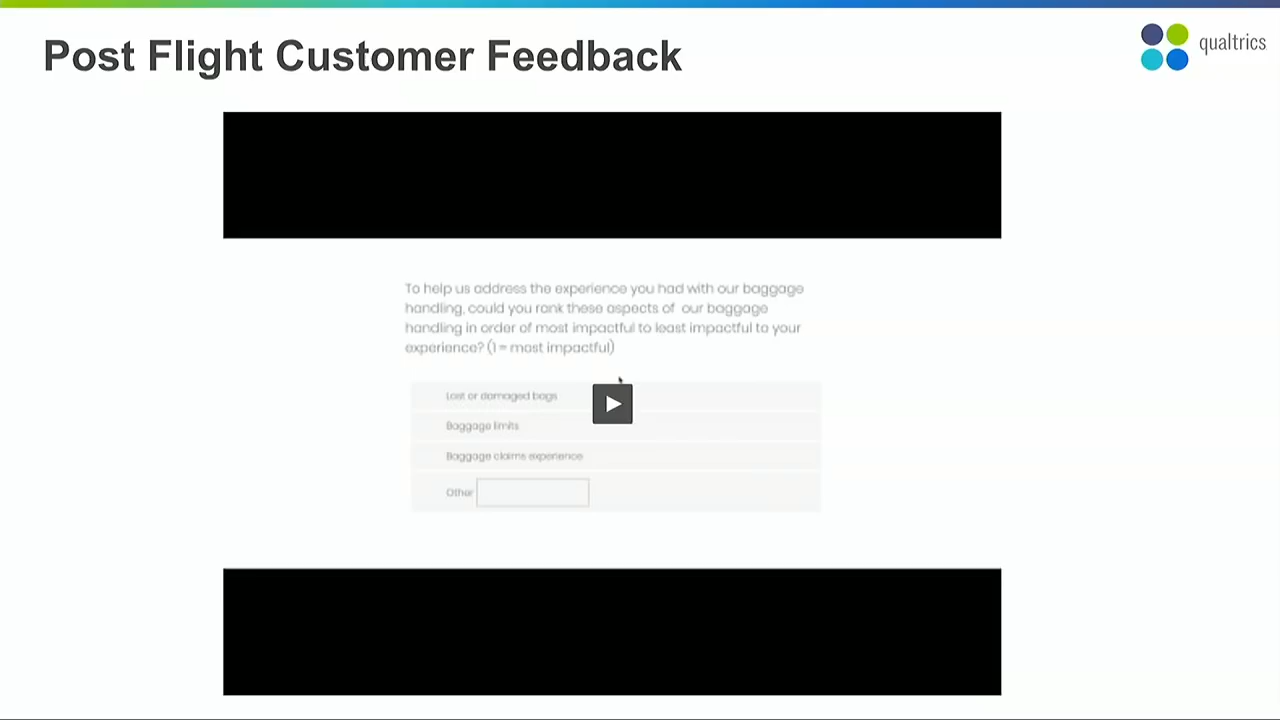 Post Flight Customer Feedback
qualtrics
To help us address the experience you had with our baggage
handling, could you rank these aspects of our baggage
handling in order of most impactful to least impactful to your
experience? (1 = most impactful)
Lost or damaged bags
Baggage limits
Baggage claims experience
Other